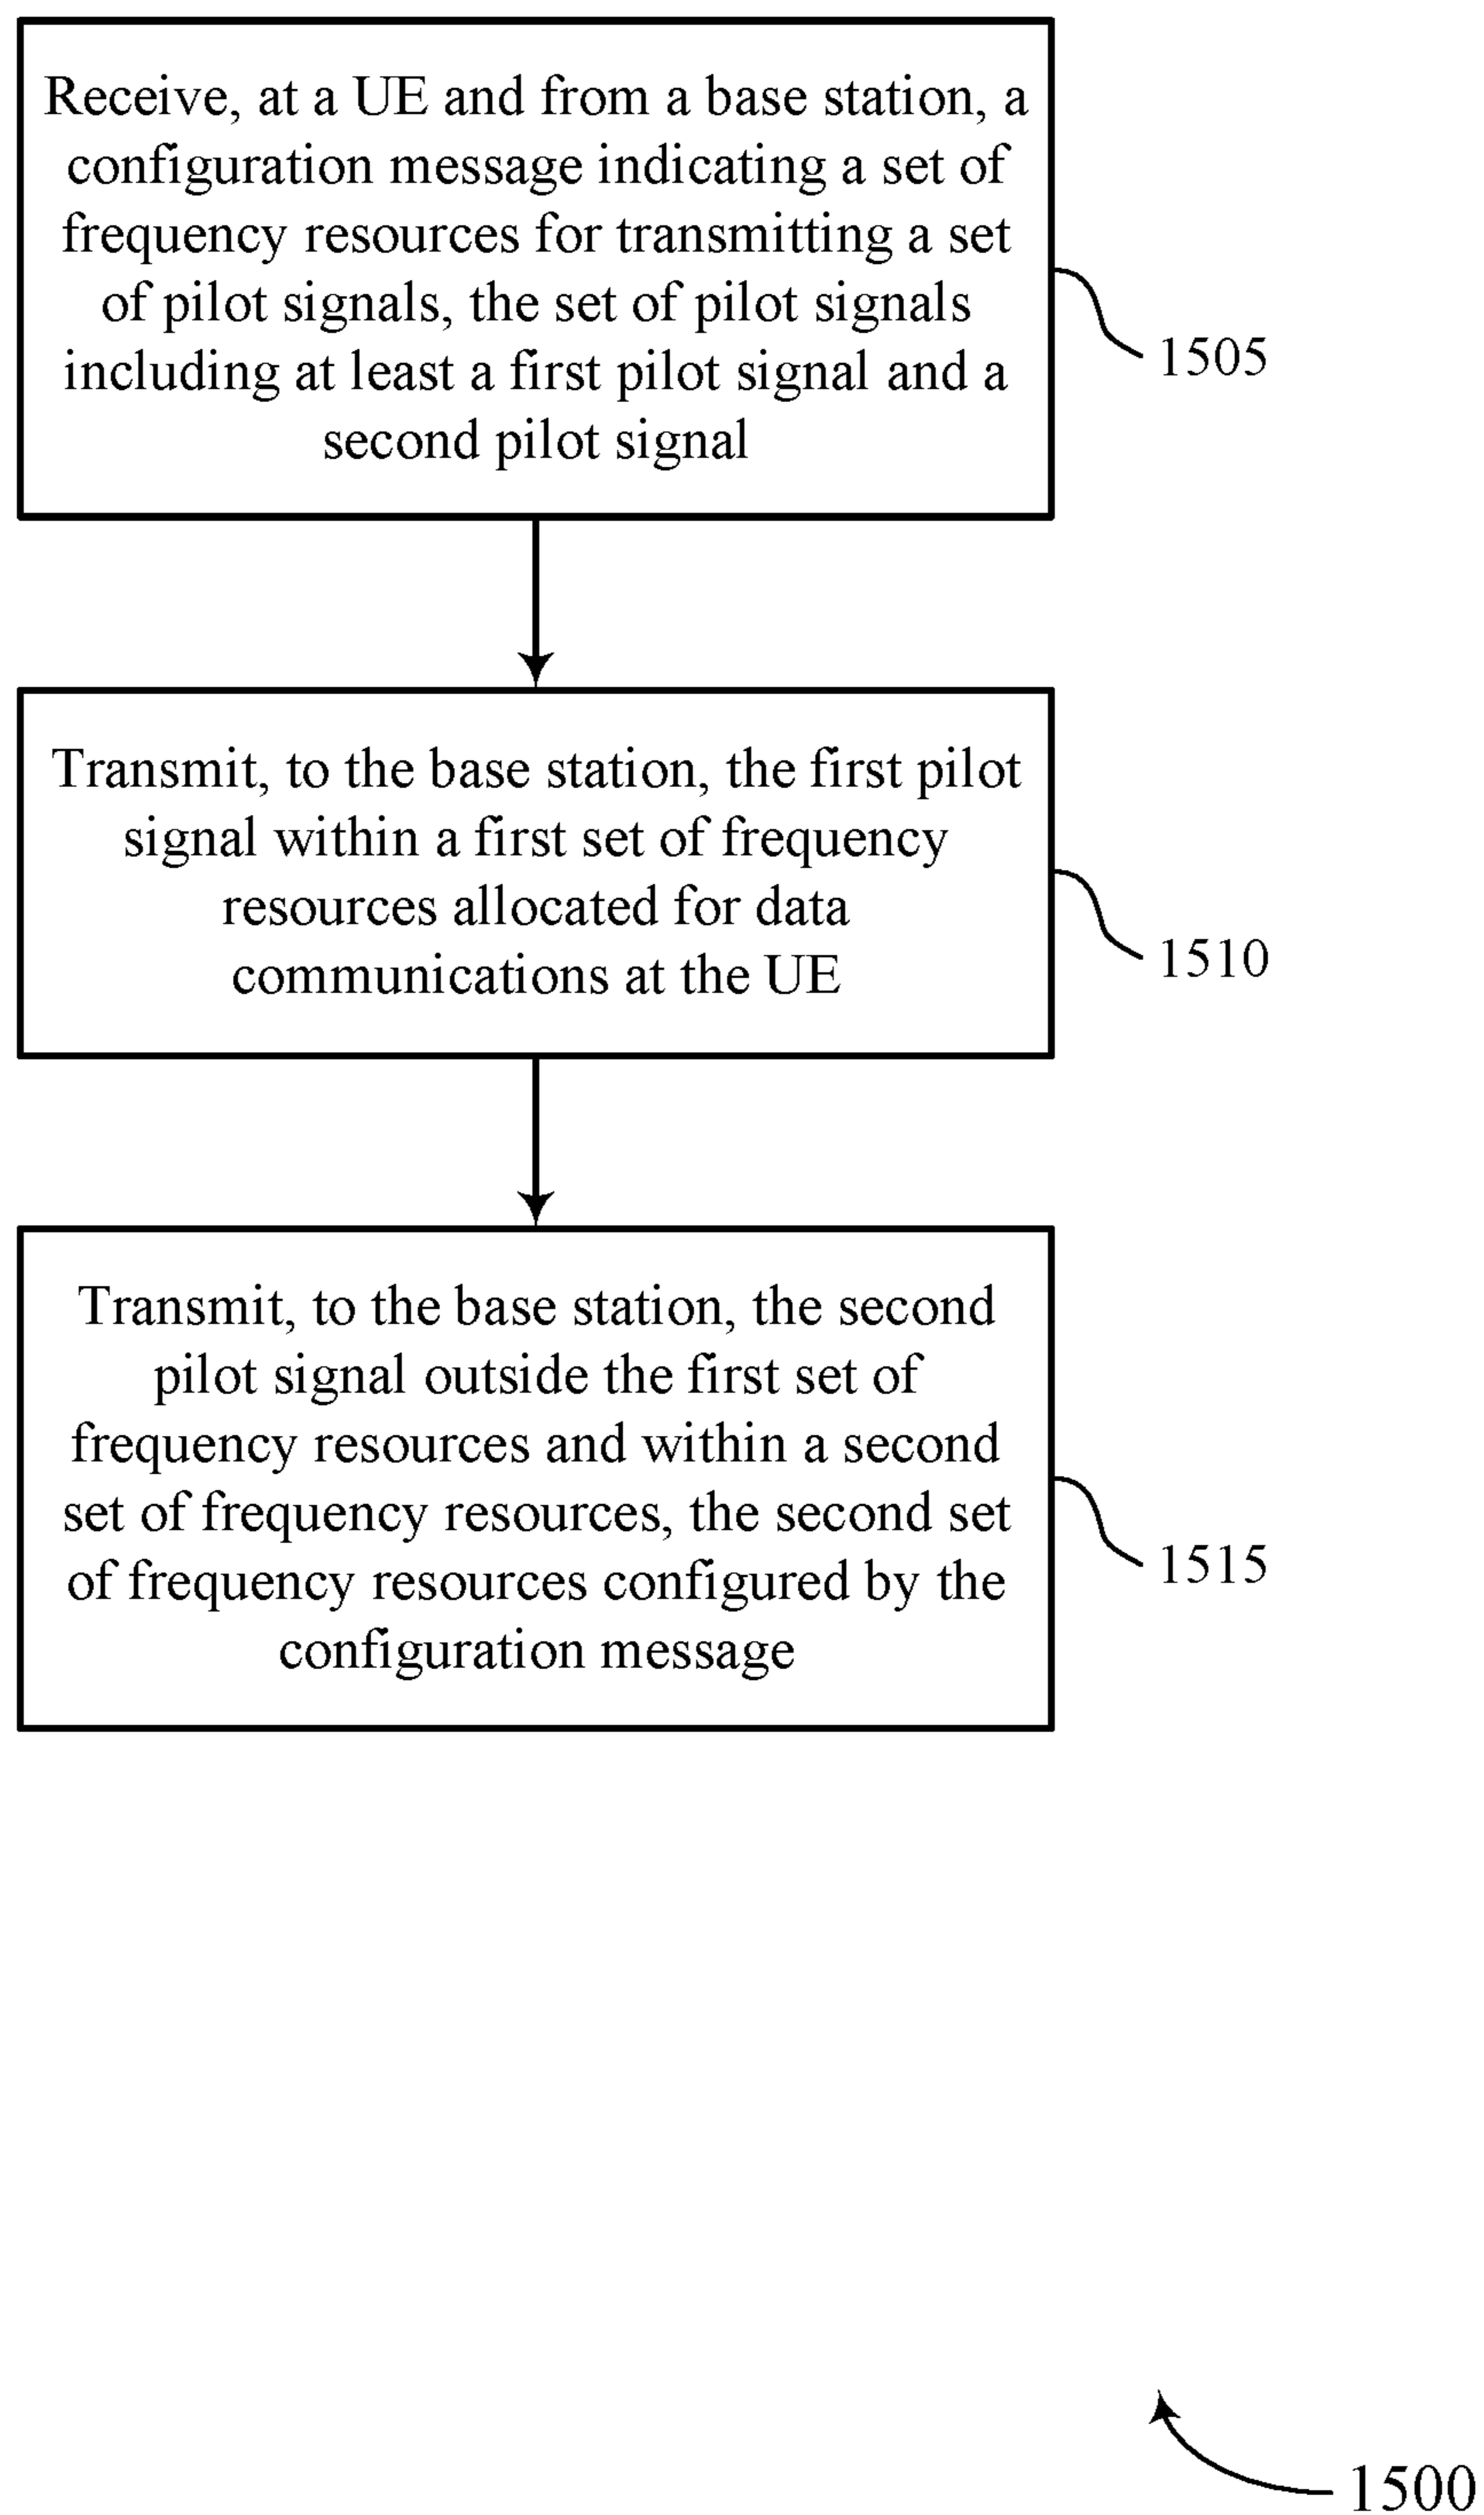 Receive, at a UE and from a base station, a
configuration message indicating a set of
frequency resources for transmitting a set
of pilot signals, the set of pilot signals
including at least a first pilot signal and a
second pilot signal
1505
Transmit, to the base station, the first pilot
signal within a first set of frequency
resources allocated for data
communications at the UE
1510
Transmit, to the base station, the second
pilot signal outside the first set of
frequency resources and within a second
set of frequency resources, the second set
of frequency resources configured by the
configuration message
1515
1500